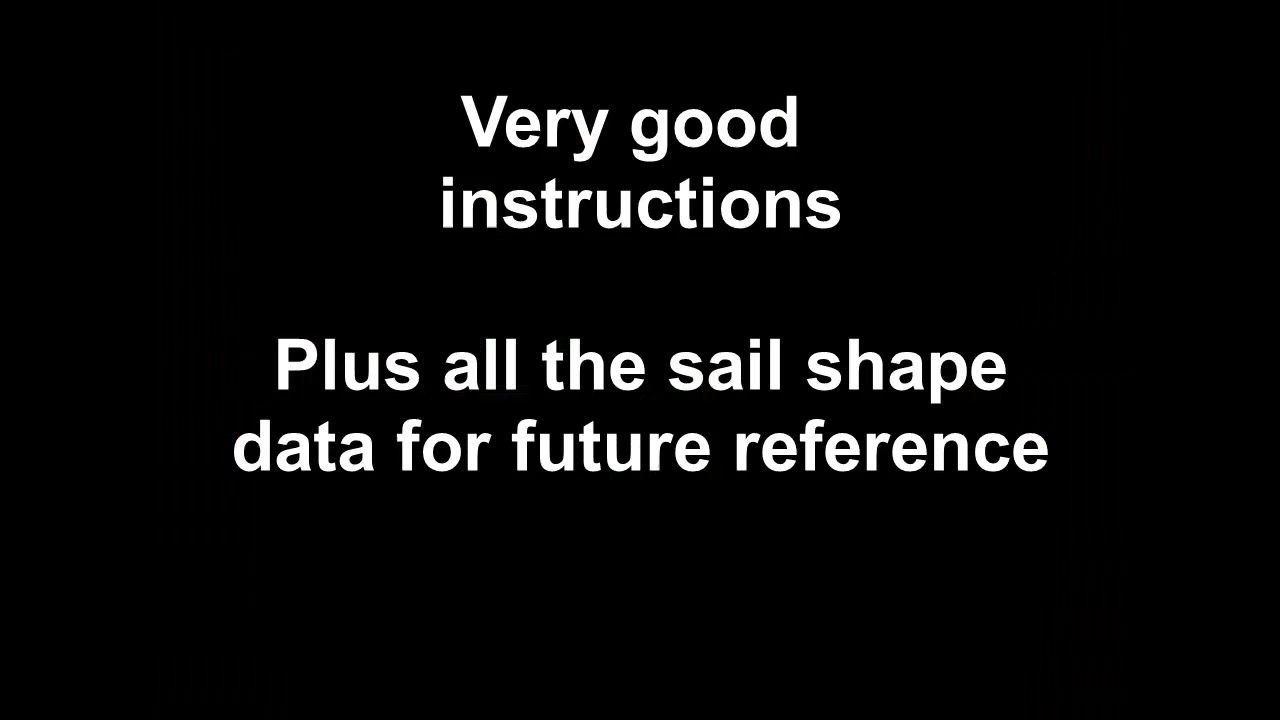 Very good
instructions
Plus all the sail shape
data for future reference